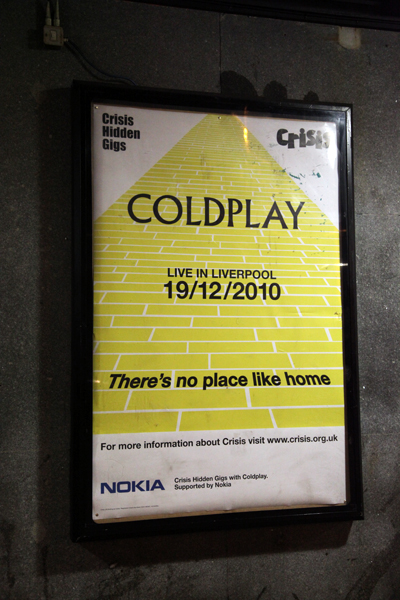 Crisis
Hidden
Gigs
Crisis
COLDPLAY
LIVE IN LIVERPOOL
19/12/2010
There's no place like home
For more information about Crisis visit www.crisis.org.uk
NOKIA
Crisis Hidden Gigs with Coldplay.
Supported by Nokia